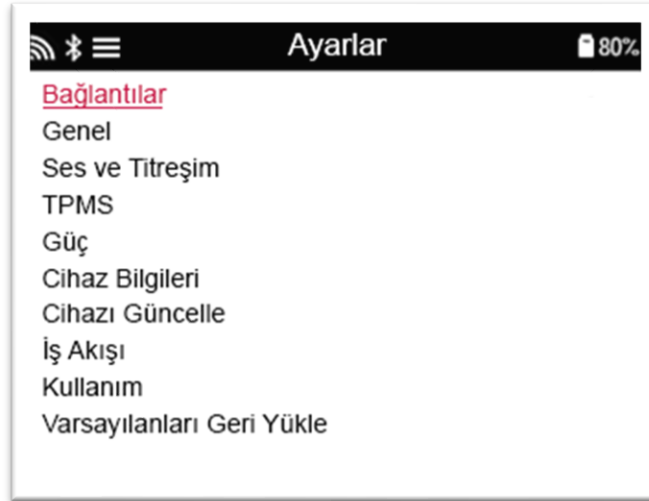 Ayarlar 80%
Bağlantılar
Genel
Ses ve Titreşim
TPMS
Güç
Cihaz Bilgileri
Cihazı Güncelle
İş Akışı
Kullanım
Varsayılanları Geri Yükle